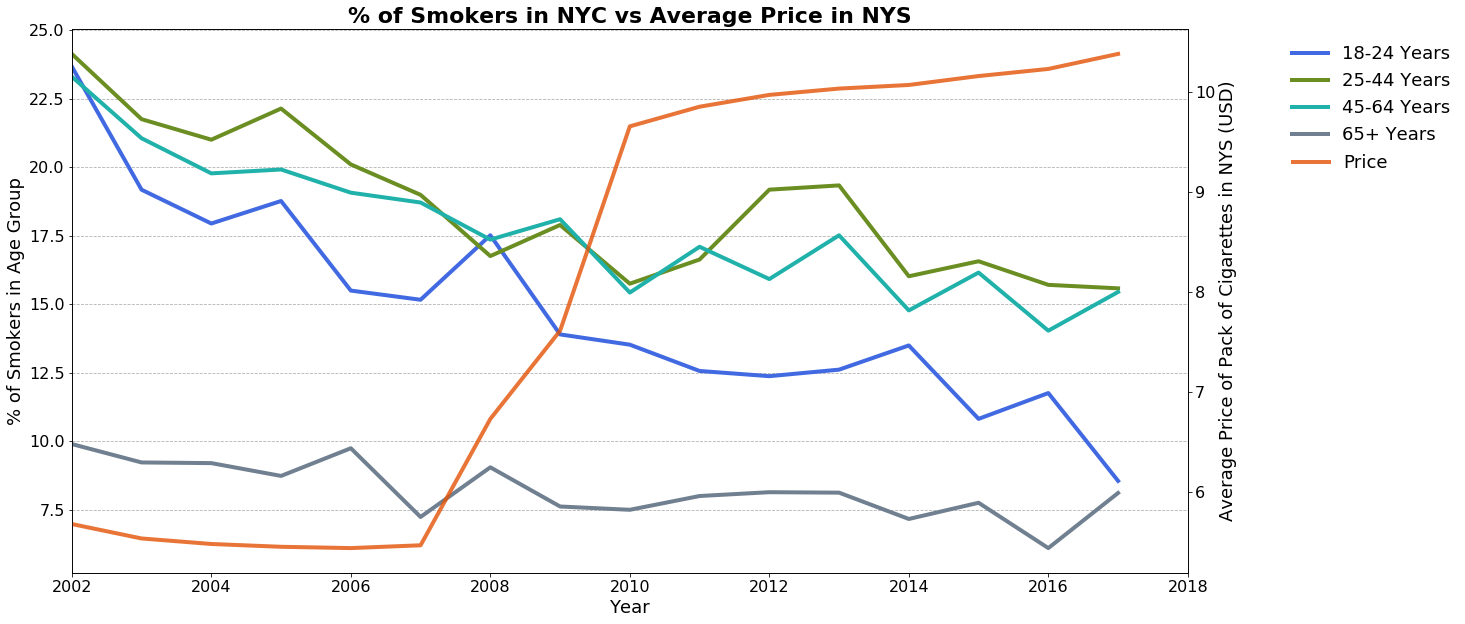 % of Smokers in NYC vs Average Price in NYS
25.0
22.5
20.0
17.5
15.0
12.5
10.0
7.5
% of Smokers in Age Group
2002
2004
2006
2008
2010
2012
2014
2016
2018
Year
10
9
8
7
6
Average Price of Pack of Cigarettes in NYS (USD)
18-24 Years
25-44 Years
45-64 Years
65+ Years
Price